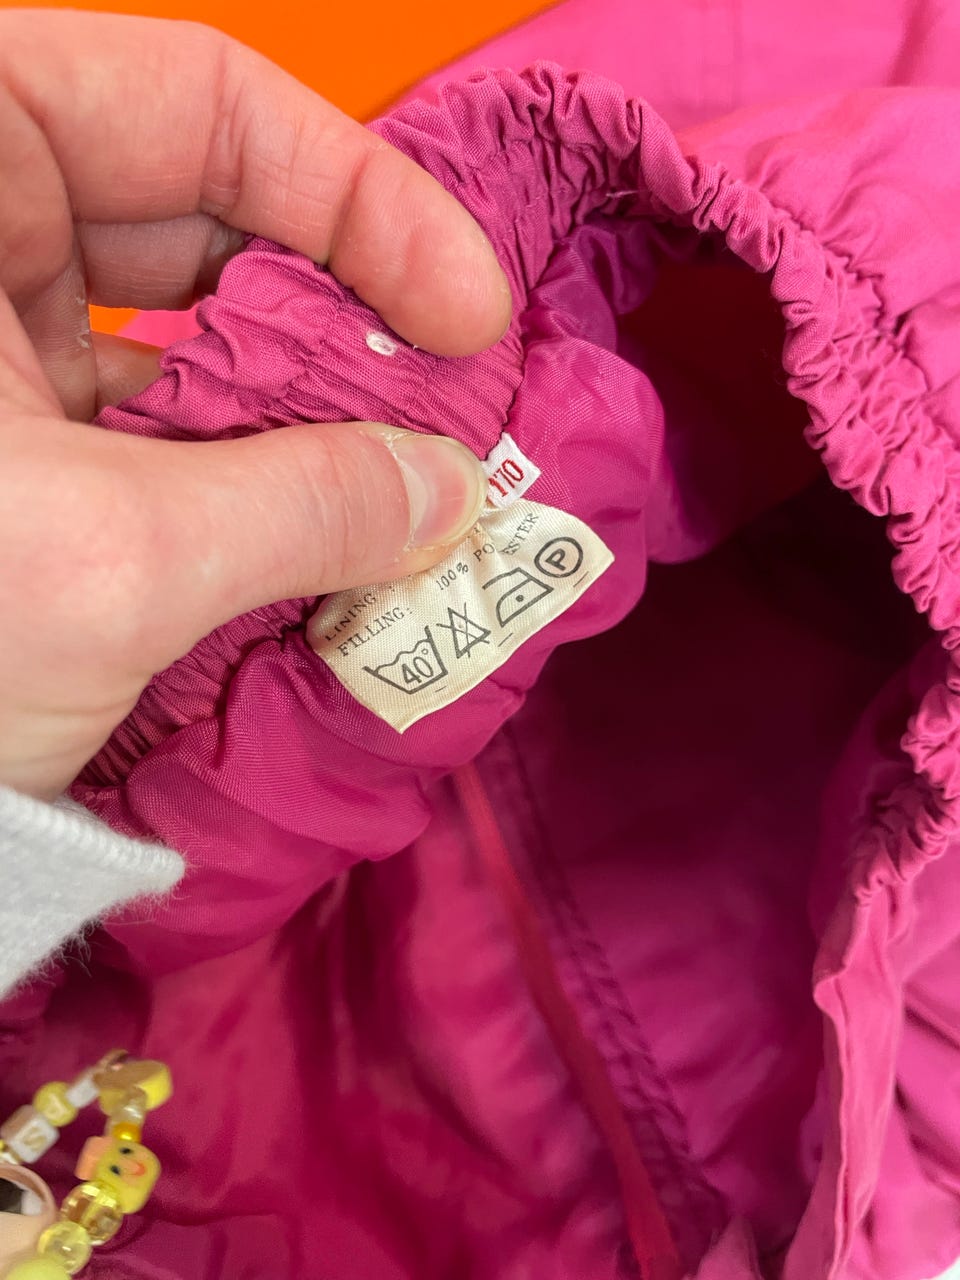 170
LINING :
FILLING: 100% POLYESTER
40°
P
S